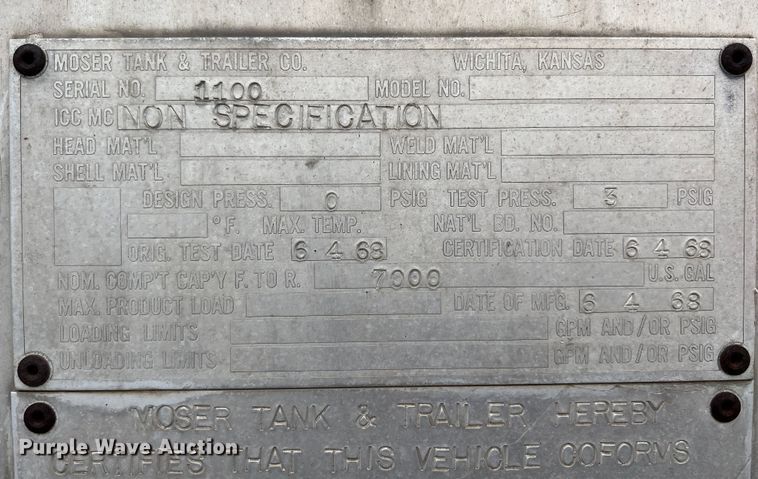 MOSER TANK & TRAILER CO. WICHITA, KANSAS
SERIAL NO. 1100 MODEL NO.
ICC MC NON SPECIFICATION
HEAD MAT'L WELD MAT'L
SHELL MAT'L LINING MAT'L
DESIGN PRESS. 0 PSIG TEST PRESS. 3 PSIG
°F. MAX. TEMP. NAT'L BD. NO.
ORIG. TEST DATE 6 4 68 CERTIFICATION DATE 6 4 68
NOM. COMP'T CAP'Y F. TO R. 7000 U.S. GAL
MAX. PRODUCT LOAD DATE OF MFG. 6 4 68
LOADING LIMITS GPM AND/OR PSIG
UNLOADING LIMITS GPM AND/OR PSIG
MOSER TANK & TRAILER HEREBY
CERTIFIES THAT THIS VEHICLE COFORMS
Purple Wave Auction